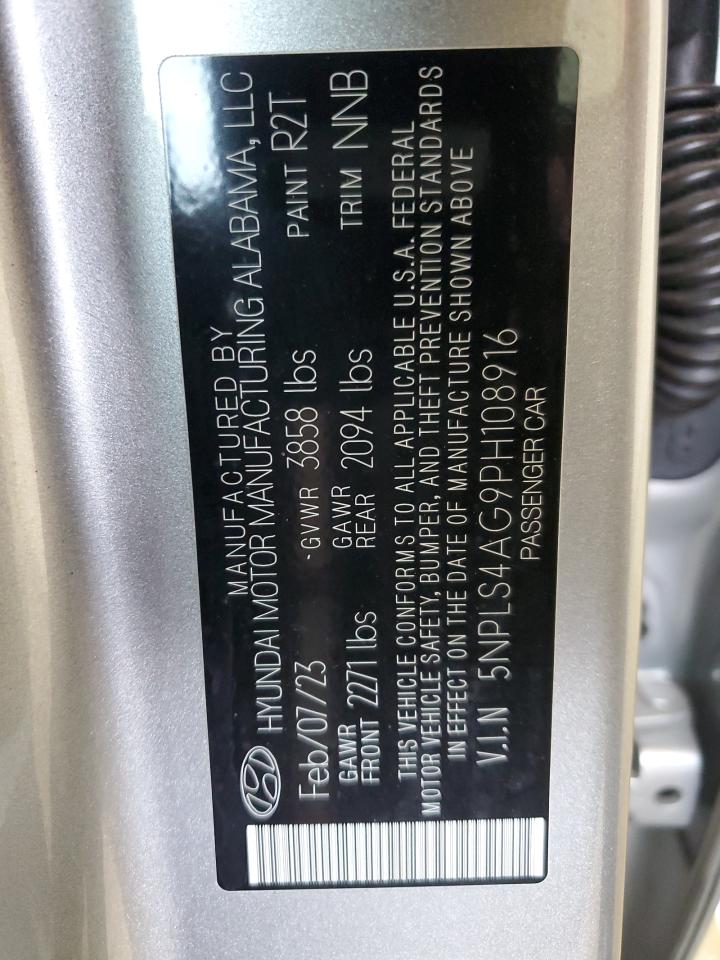 MANUFACTURED BY
HYUNDAI MOTOR MANUFACTURING ALABAMA, LLC
Feb/07/23 GVWR 3858 lbs PAINT R2T
GAWR FRONT 2271 lbs GAWR REAR 2094 lbs TRIM NNB
THIS VEHICLE CONFORMS TO ALL APPLICABLE U.S.A. FEDERAL
MOTOR VEHICLE SAFETY, BUMPER, AND THEFT PREVENTION STANDARDS
IN EFFECT ON THE DATE OF MANUFACTURE SHOWN ABOVE
V.I.N 5NPLS4AG9PH108916
PASSENGER CAR